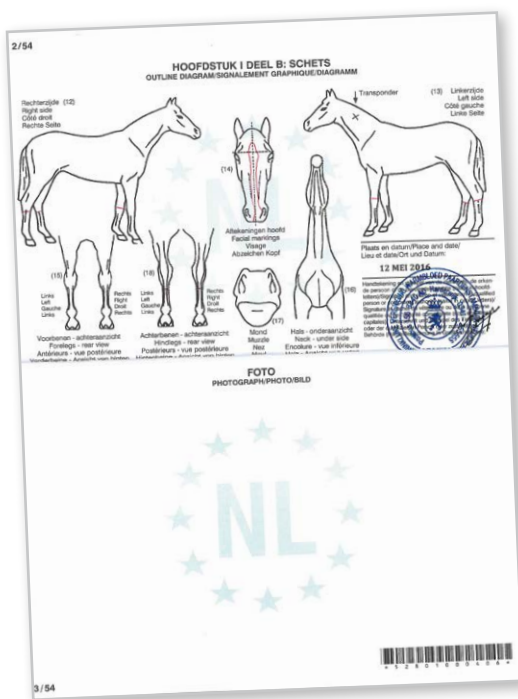 2/54
HOOFDSTUK I DEEL B: SCHETS
OUTLINE DIAGRAM/SIGNALEMENT GRAPHIQUE/DIAGRAMM
Rechterzijde (12)
Right side
Côté droit
Rechte Seite
Transponder
(13) Linkerzijde
Left side
Côté gauche
Linke Seite
(14)
Aftekeningen hoofd
Facial markings
Visage
Abzeichen Kopf
Plaats en datum/Place and date/
Lieu et date/Ort und Datum:
12 MEI 2016
(15)
Links
Left
Gauche
Links
Rechts
Right
Droit
Rechts
(18)
Links
Left
Gauche
Links
Rechts
Right
Droit
Rechts
(17)
(16)
Voorbenen - achteraanzicht
Forelegs - rear view
Antérieurs - vue postérieure
Achterbenen - achteraanzicht
Hindlegs - rear view
Postérieurs - vue postérieure
Mond
Muzzle
Nez
Hals - onderaanzicht
Neck - under side
Encolure - vue inférieure
FOTO
PHOTOGRAPH/PHOTO/BILD
NL
3/54